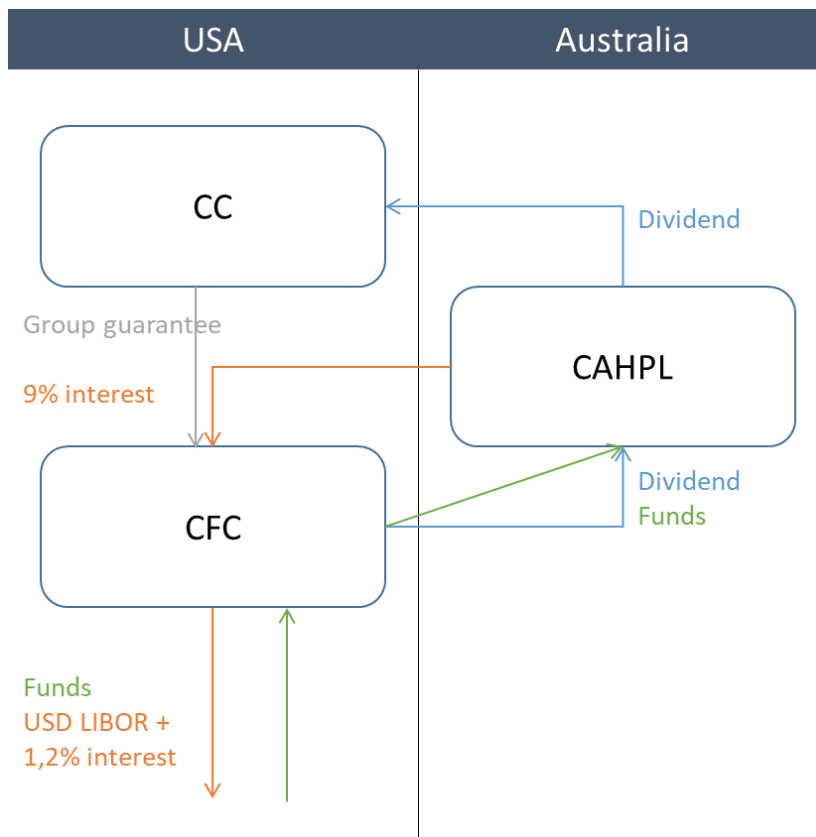 USA
Australia
CC
Dividend
Group guarantee
CAHPL
9% interest
CFC
Dividend
Funds
Funds
USD LIBOR +
1,2% interest